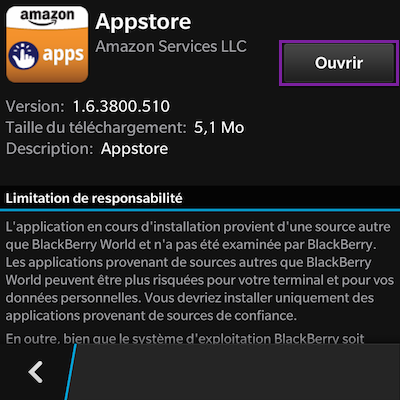 amazon
apps
Appstore
Amazon Services LLC
Ouvrir
Version: 1.6.3800.510
Taille du téléchargement: 5,1 Mo
Description: Appstore
Limitation de responsabilité
L'application en cours d'installation provient d'une source autre
que BlackBerry World et n'a pas été examinée par BlackBerry.
Les applications provenant de sources autres que BlackBerry
World peuvent être plus risquées pour votre terminal et pour vos
données personnelles. Vous devriez installer uniquement des
applications provenant de sources de confiance.
En outre, bien que le système d'exploitation BlackBerry soit